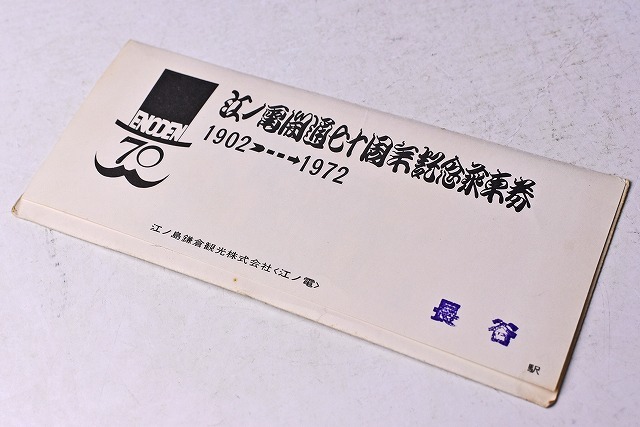 ENODEN
70
江ノ電開通七十周年記念乗車券
1902 ---→1972
江ノ島鎌倉観光株式会社〈江ノ電〉
長谷
駅